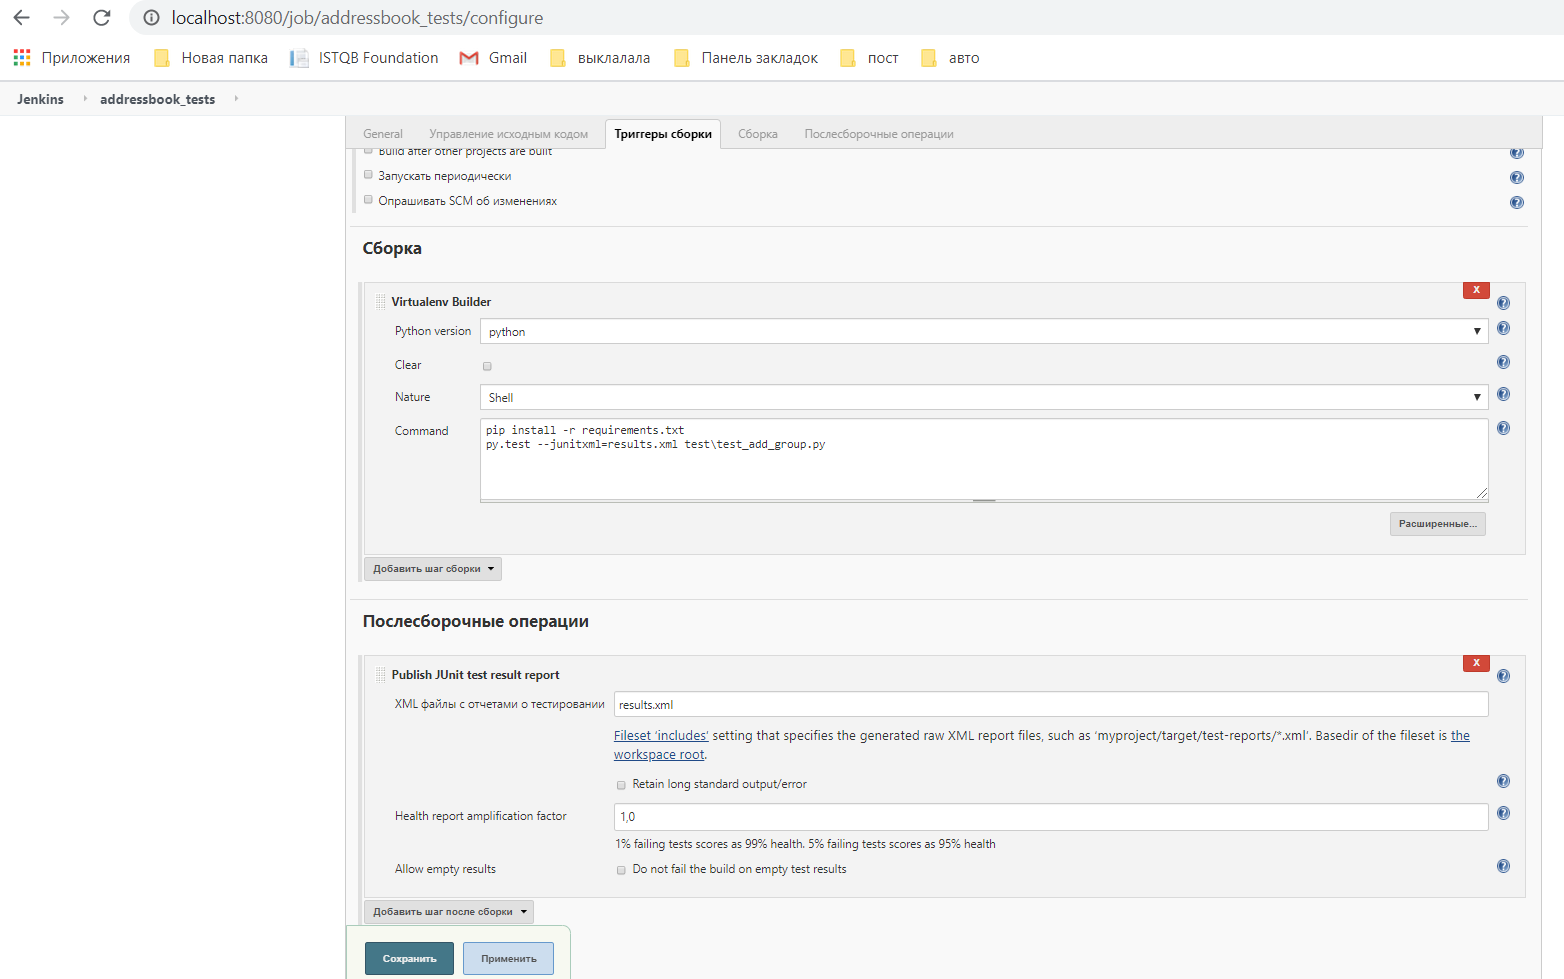 localhost:8080/job/addressbook_tests/configure
Приложения Новая папка ISTQB Foundation Gmail выклалала Панель закладок пост авто
Jenkins addressbook_tests
General Управление исходным кодом Триггеры сборки Сборка Послесборочные операции
Build after other projects are built
Запускать периодически
Опрашивать SCM об изменениях
Сборка
X
Virtualenv Builder
Python version python
Clear
Nature Shell
Command pip install -r requirements.txt
py.test --junitxml=results.xml test\test_add_group.py
Расширенные...
Добавить шаг сборки
Послесборочные операции
X
Publish JUnit test result report
XML файлы с отчетами о тестировании results.xml
Fileset 'includes' setting that specifies the generated raw XML report files, such as 'myproject/target/test-reports/*.xml'. Basedir of the fileset is the
workspace root.
Retain long standard output/error
Health report amplification factor 1,0
1% failing tests scores as 99% health. 5% failing tests scores as 95% health
Allow empty results Do not fail the build on empty test results
Добавить шаг после сборки
Сохранить Применить